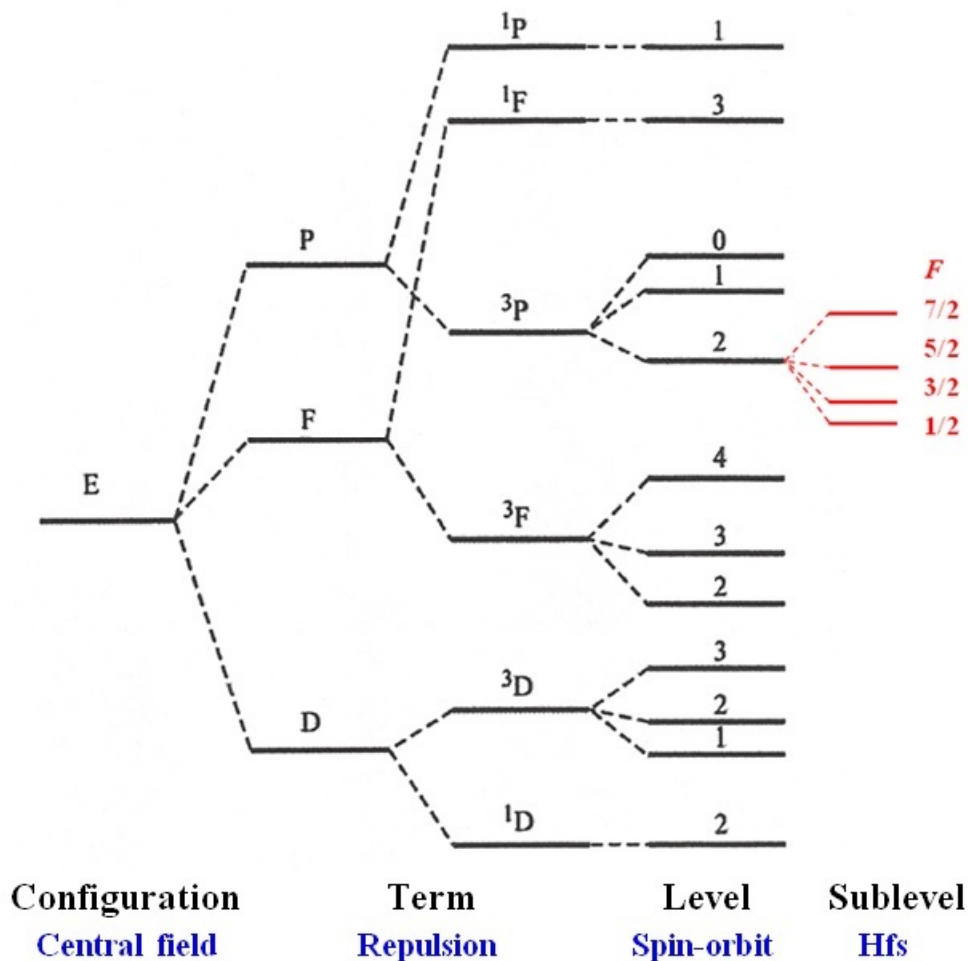 ¹P 1
¹F 3
P 0
F
1
7/2
³P
2 5/2
3/2
F 1/2
4
E
³F
3
2
3
³D
2
D 1
¹D 2
Configuration Term Level Sublevel
Central field Repulsion Spin-orbit Hfs